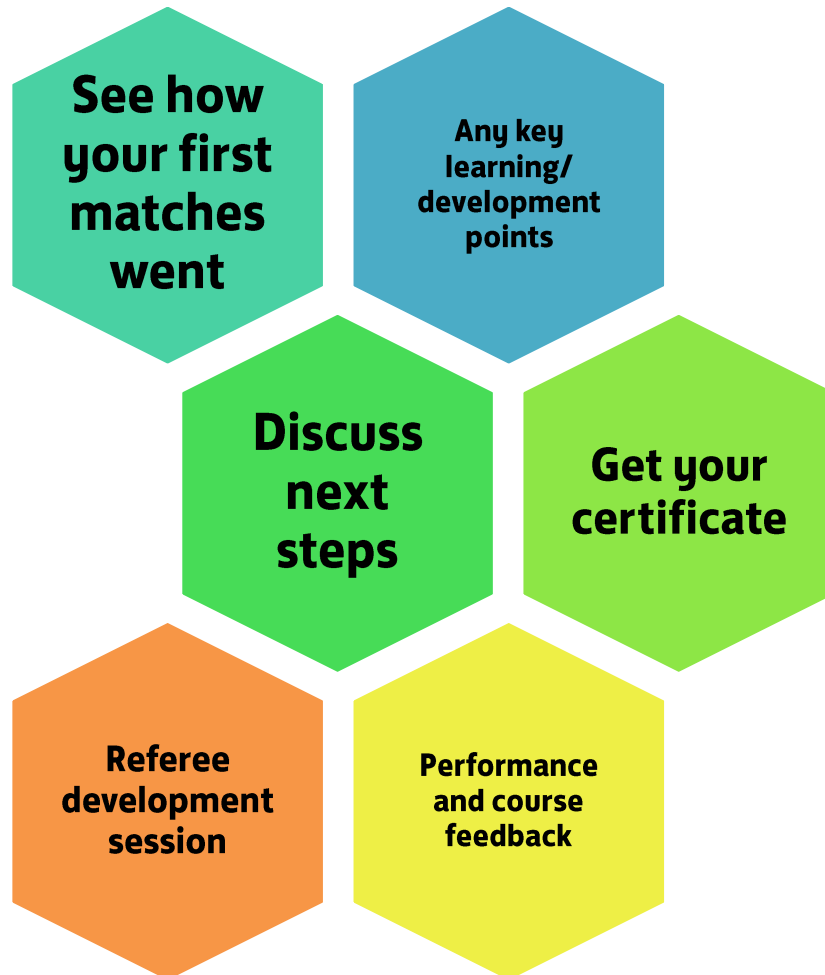 See how
your first
matches
went
Any key
learning/
development
points
Discuss
next
steps
Get your
certificate
Referee
development
session
Performance
and course
feedback